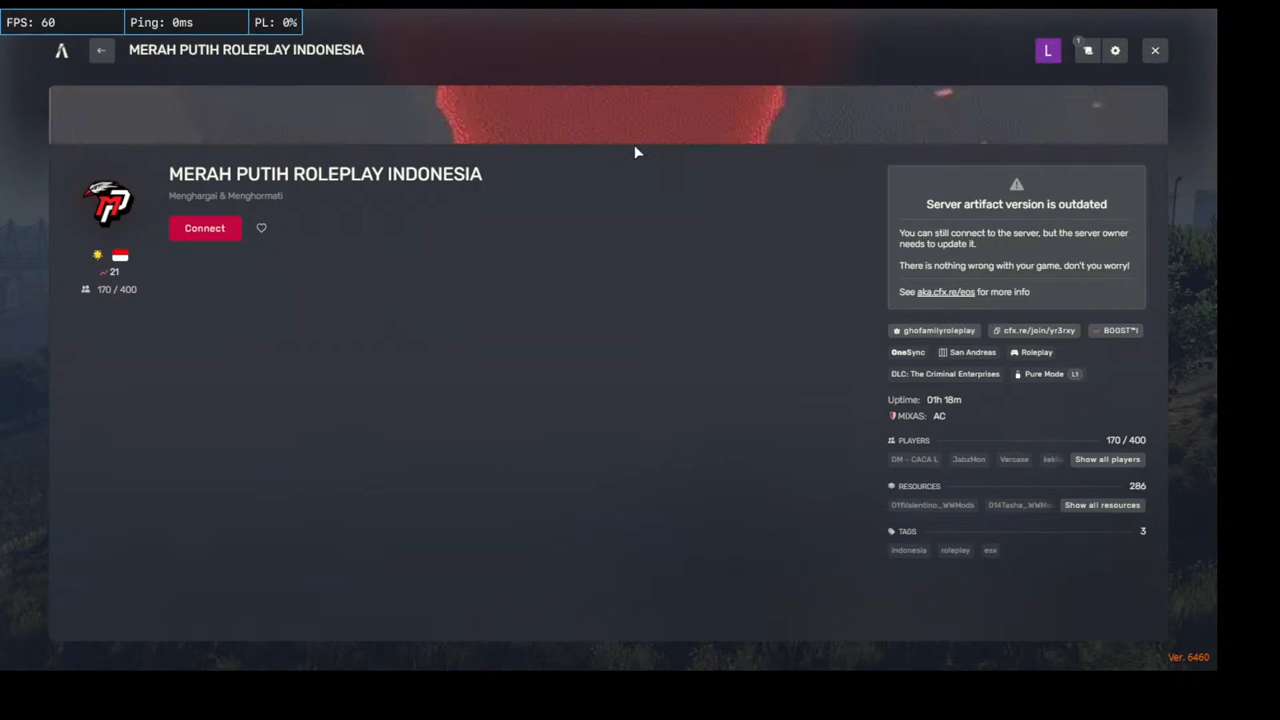 FPS: 60 Ping: 0ms PL: 0%
MERAH PUTIH ROLEPLAY INDONESIA
L
1
MERAH PUTIH ROLEPLAY INDONESIA
Menghargai & Menghormati
Connect
21
170 / 400
Server artifact version is outdated
You can still connect to the server, but the server owner
needs to update it.
There is nothing wrong with your game, don't you worry!
See aka.cfx.re/eos for more info
ghofamilyroleplay cfx.re/join/yr3rxy BOOST™!
OneSync San Andreas Roleplay
DLC: The Criminal Enterprises Pure Mode L1
Uptime: 01h 18m
MIXAS: AC
PLAYERS 170 / 400
DM - CACA L JabzMon Show all players
RESOURCES 286
011Valentino_WWMods 014Tasha_WWMo Show all resources
TAGS 3
Indonesia roleplay esx
Ver. 6460